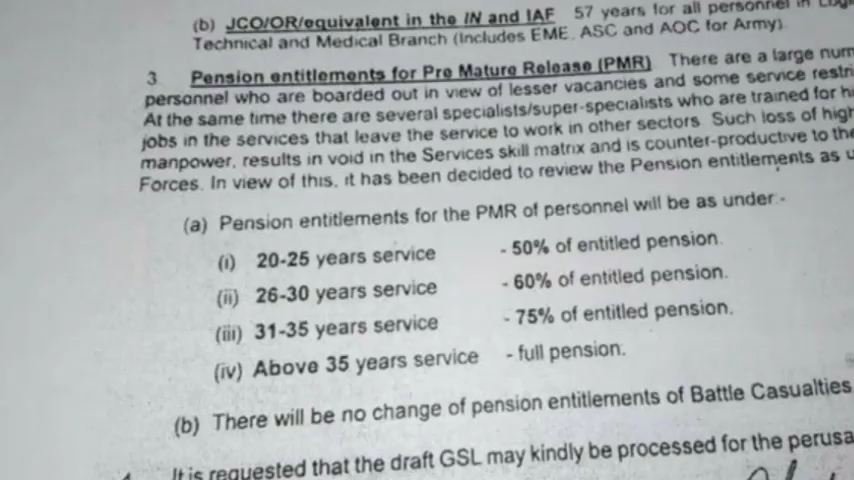 (b) JCO/OR/equivalent in the IN and IAF 57 years for all personnel in
Technical and Medical Branch (Includes EME, ASC and AOC for Army).
3. Pension entitlements for Pre Mature Release (PMR) There are a large
personnel who are boarded out in view of lesser vacancies and some service
At the same time there are several specialists/super-specialists who are trained for
jobs in the services that leave the service to work in other sectors. Such loss of
manpower, results in void in the Services skill matrix and is counter-productive to
Forces. In view of this, it has been decided to review the Pension entitlements as
(a) Pension entitlements for the PMR of personnel will be as under:-
(i) 20-25 years service - 50% of entitled pension.
(ii) 26-30 years service - 60% of entitled pension.
(iii) 31-35 years service - 75% of entitled pension.
(iv) Above 35 years service - full pension.
(b) There will be no change of pension entitlements of Battle Casualties
It is requested that the draft GSL may kindly be processed for the